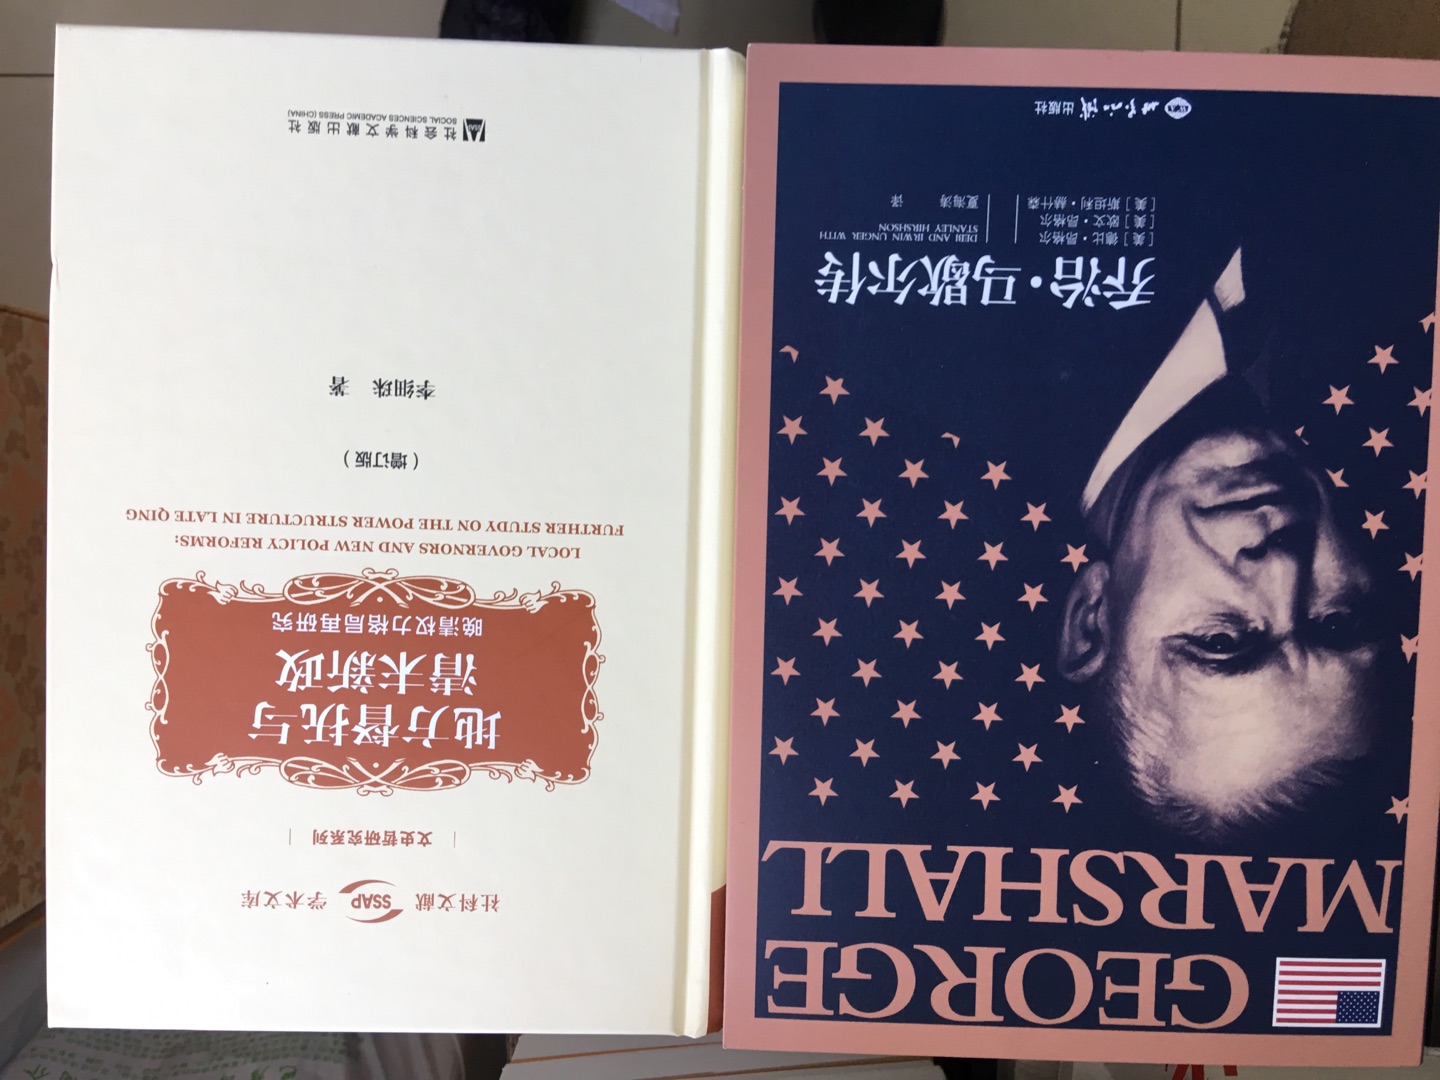 GEORGE
MARSHALL
乔治·马歇尔传
[美] 德比·昂格尔
[美] 欧文·昂格尔
[美] 斯坦利·赫什森
DEBI AND IRWIN UNGER WITH
STANLEY HIRSHSON
夏海涛 译
出版社
社科文献 SSAP 学术文库
文史哲研究系列
地方督抚与
清末新政
晚清权力格局再研究
LOCAL GOVERNORS AND NEW POLICY REFORMS:
FURTHER STUDY ON THE POWER STRUCTURE IN LATE QING
(增订版)
李细珠 著
社会科学文献出版社
SOCIAL SCIENCES ACADEMIC PRESS (CHINA)